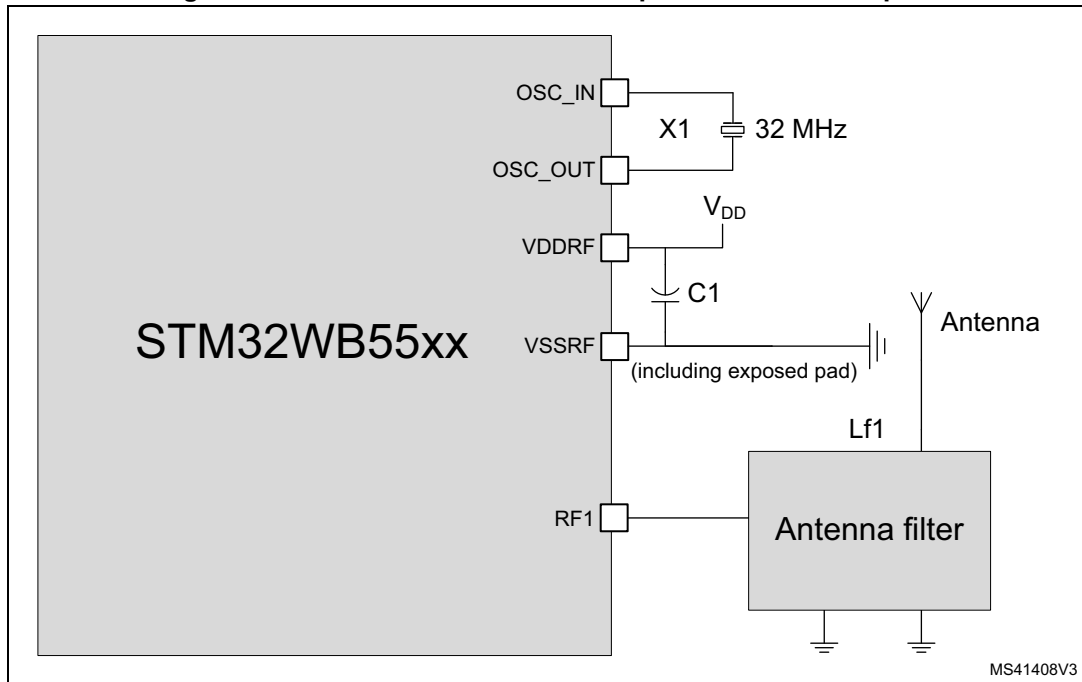 OSC_IN
X1 32 MHz
OSC_OUT
VDD
VDDRF
C1
STM32WB55xx
VSSRF
(including exposed pad)
Antenna
Lf1
RF1
Antenna filter
MS41408V3